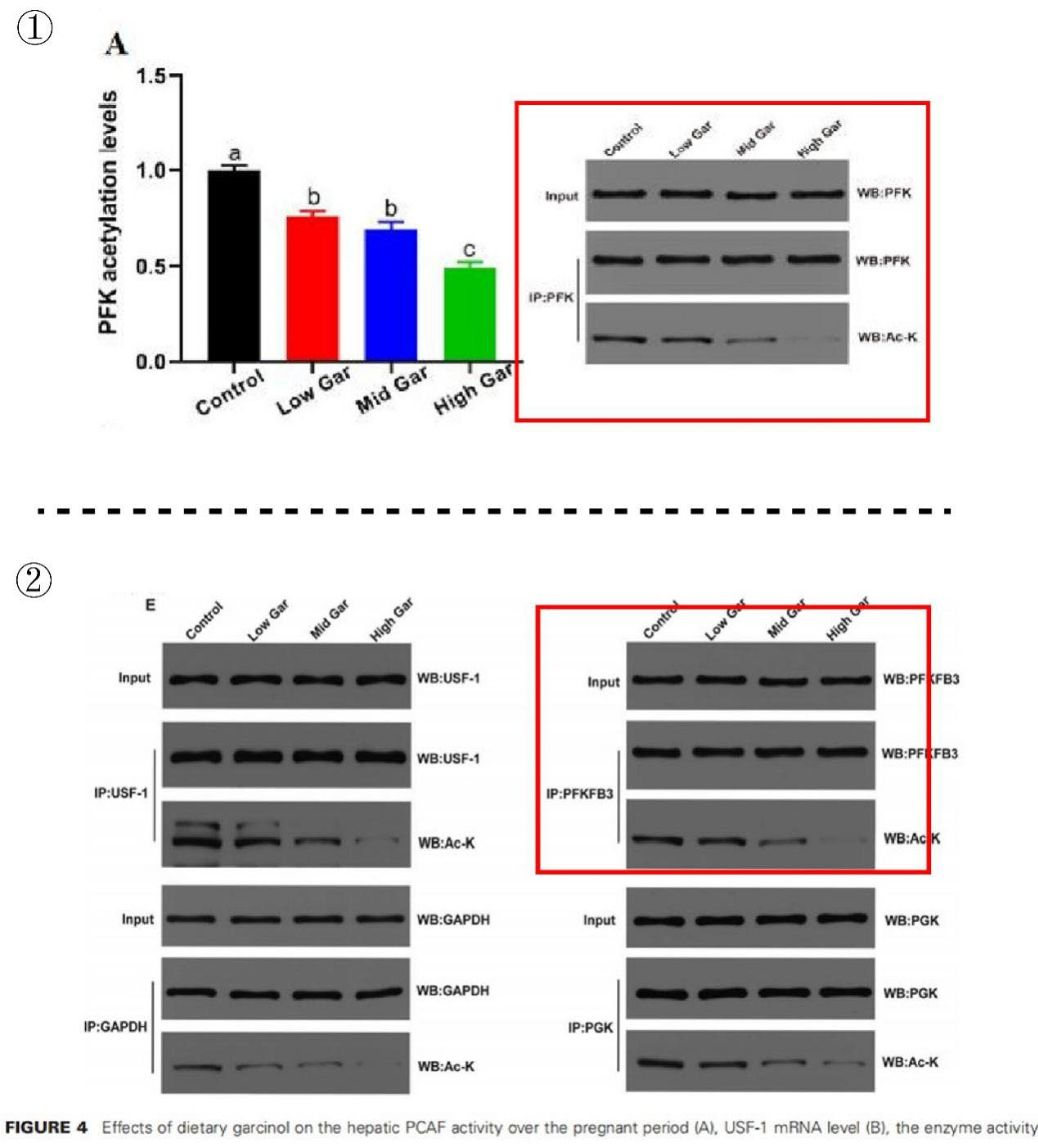 ①
A
PFK acetylation levels
1.5
1.0
0.5
0.0
a
b
b
c
Control
Low Gar
Mid Gar
High Gar
Control
Low Gar
Mid Gar
High Gar
Input
WB:PFK
WB:PFK
IP:PFK
WB:Ac-K
②
E
Control
Low Gar
Mid Gar
High Gar
Input
WB:USF-1
WB:USF-1
IP:USF-1
WB:Ac-K
Control
Low Gar
Mid Gar
High Gar
Input
WB:PFKFB3
WB:PFKFB3
IP:PFKFB3
WB:Ac-K
Input
WB:GAPDH
WB:GAPDH
IP:GAPDH
WB:Ac-K
Input
WB:PGK
WB:PGK
IP:PGK
WB:Ac-K
FIGURE 4 Effects of dietary garcinol on the hepatic PCAF activity over the pregnant period (A), USF-1 mRNA level (B), the enzyme activity